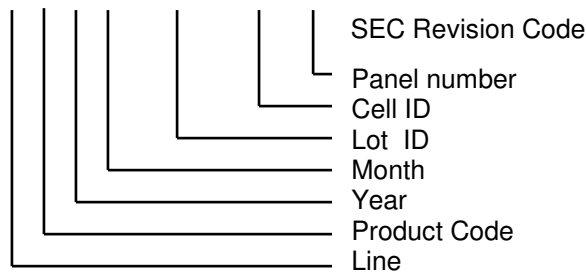 SEC Revision Code
Panel number
Cell ID
Lot ID
Month
Year
Product Code
Line